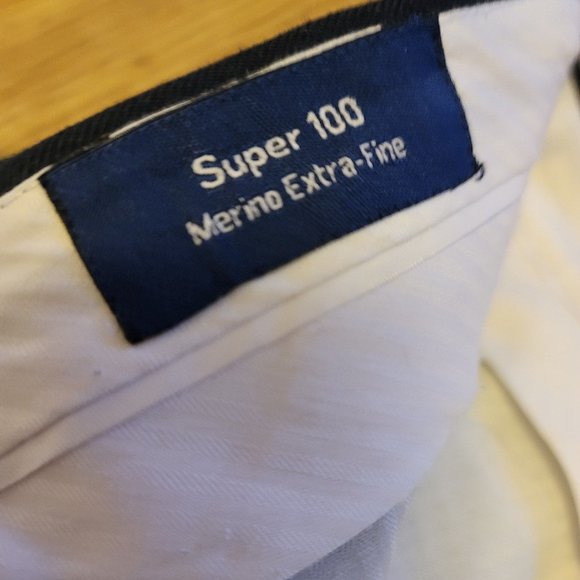 Super 100
Merino Extra-Fine